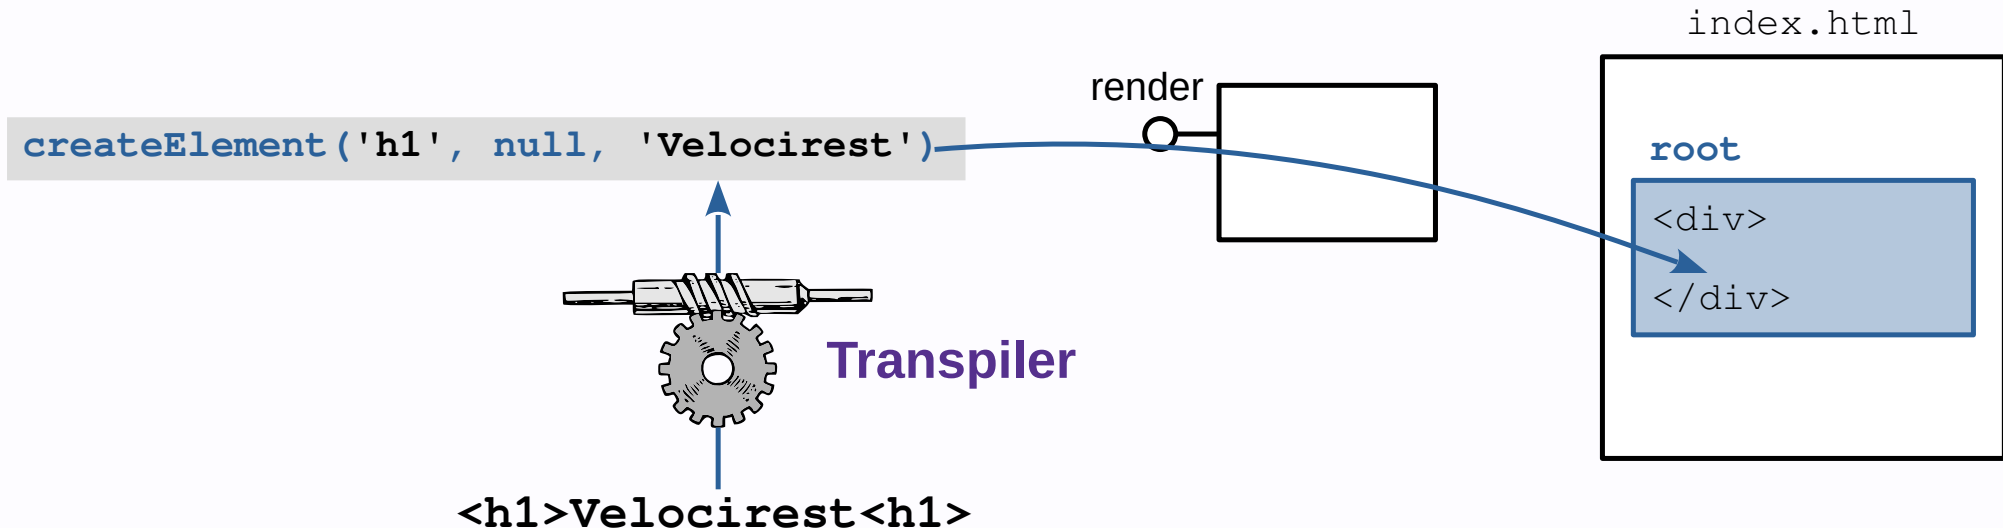 index.html
render
createElement('h1', null, 'Velocirest')
root
<div>
</div>
Transpiler
<h1>Velocirest<h1>